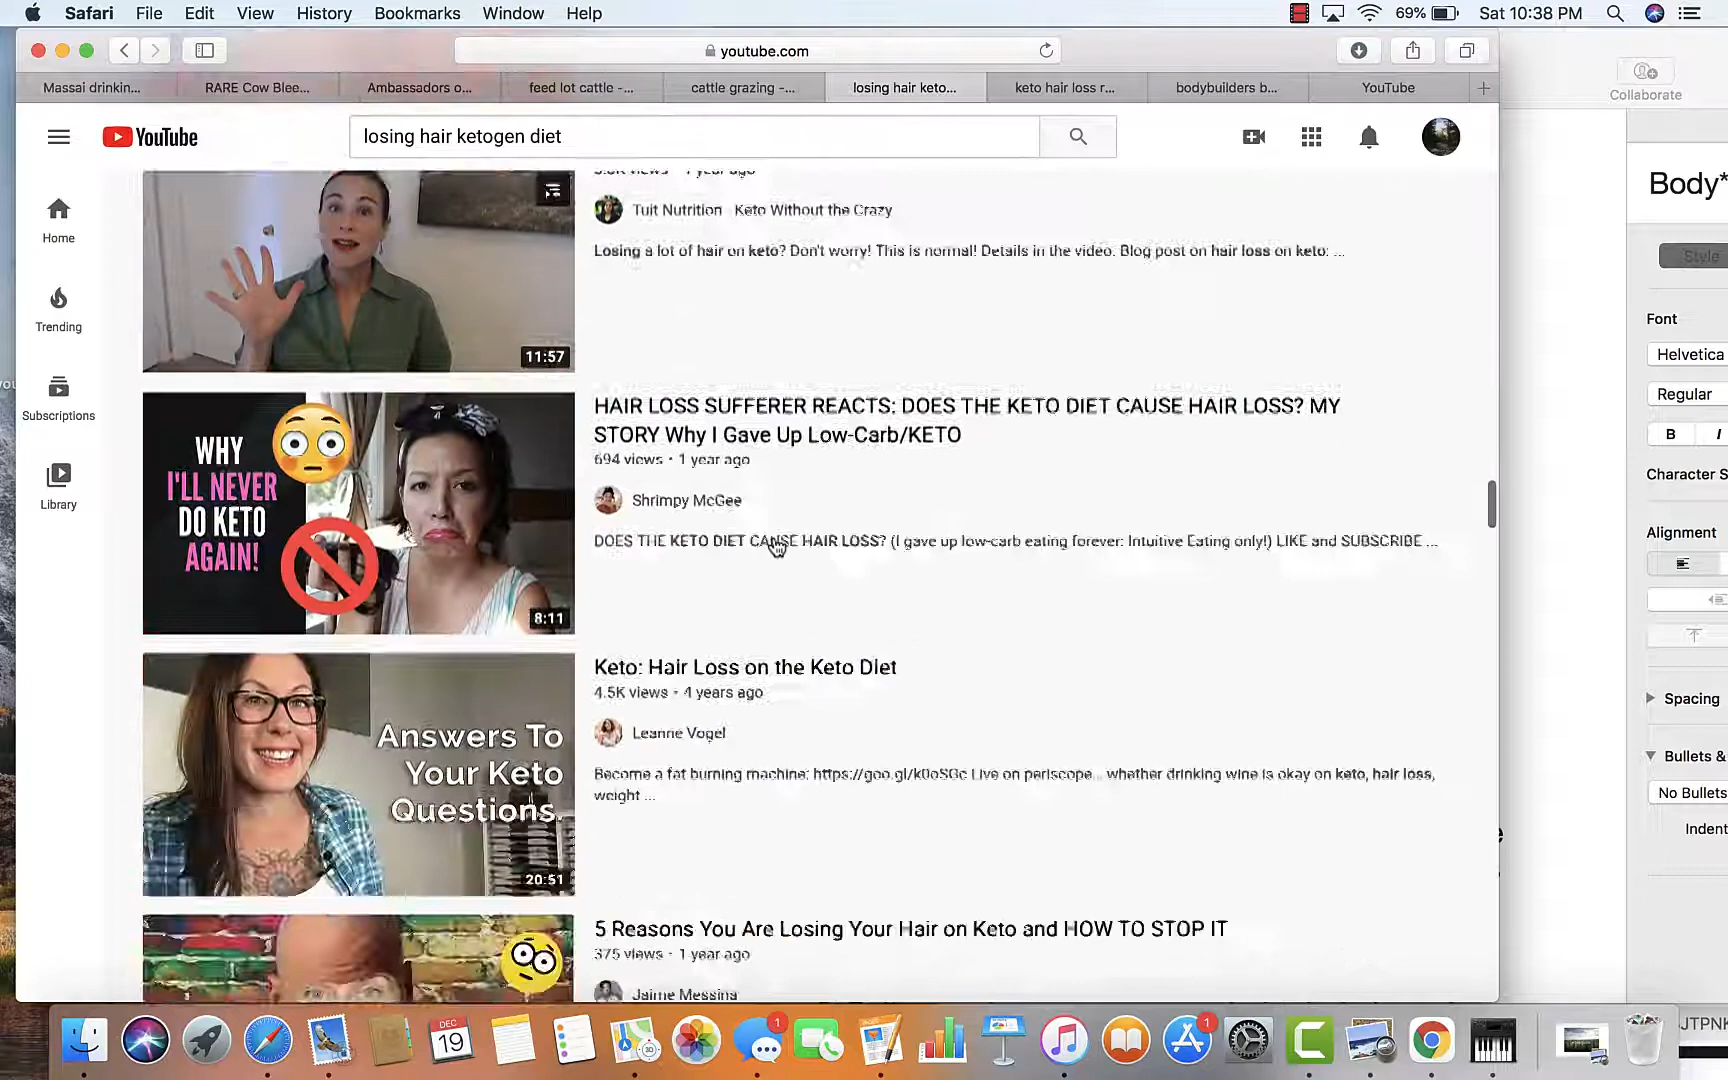 Safari File Edit View History Bookmarks Window Help 69% Sat 10:38 PM
youtube.com
Massai drinkin... RARE Cow Blee... Ambassadors o... feed lot cattle -... cattle grazing -... losing hair keto... keto hair loss r... bodybuilders b... YouTube
Collaborate
YouTube
losing hair ketogen diet
Body*
Home
Trending
Subscriptions
Library
1 year ago
Tuit Nutrition Keto Without the Crazy
Losing a lot of hair on keto? Don't worry! This is normal! Details in the video. Blog post on hair loss on keto: ...
11:57
WHY
I'LL NEVER
DO KETO
AGAIN!
8:11
HAIR LOSS SUFFERER REACTS: DOES THE KETO DIET CAUSE HAIR LOSS? MY
STORY Why I Gave Up Low-Carb/KETO
694 views • 1 year ago
Shrimpy McGee
DOES THE KETO DIET CAUSE HAIR LOSS? (I gave up low-carb eating forever: Intuitive Eating only!) LIKE and SUBSCRIBE ...
Answers To
Your Keto
Questions.
20:51
Keto: Hair Loss on the Keto Diet
4.5K views • 4 years ago
Leanne Vogel
Become a fat burning machine: https://goo.gl/k0oSGc Live on periscope... whether drinking wine is okay on keto, hair loss,
weight ...
5 Reasons You Are Losing Your Hair on Keto and HOW TO STOP IT
375 views • 1 year ago
Jaime Messina
Style
Font
Helvetica
Regular
B I
Character S
Alignment
Spacing
Bullets &
No Bullets
Indent
DEC
19
1
1
JTPNK